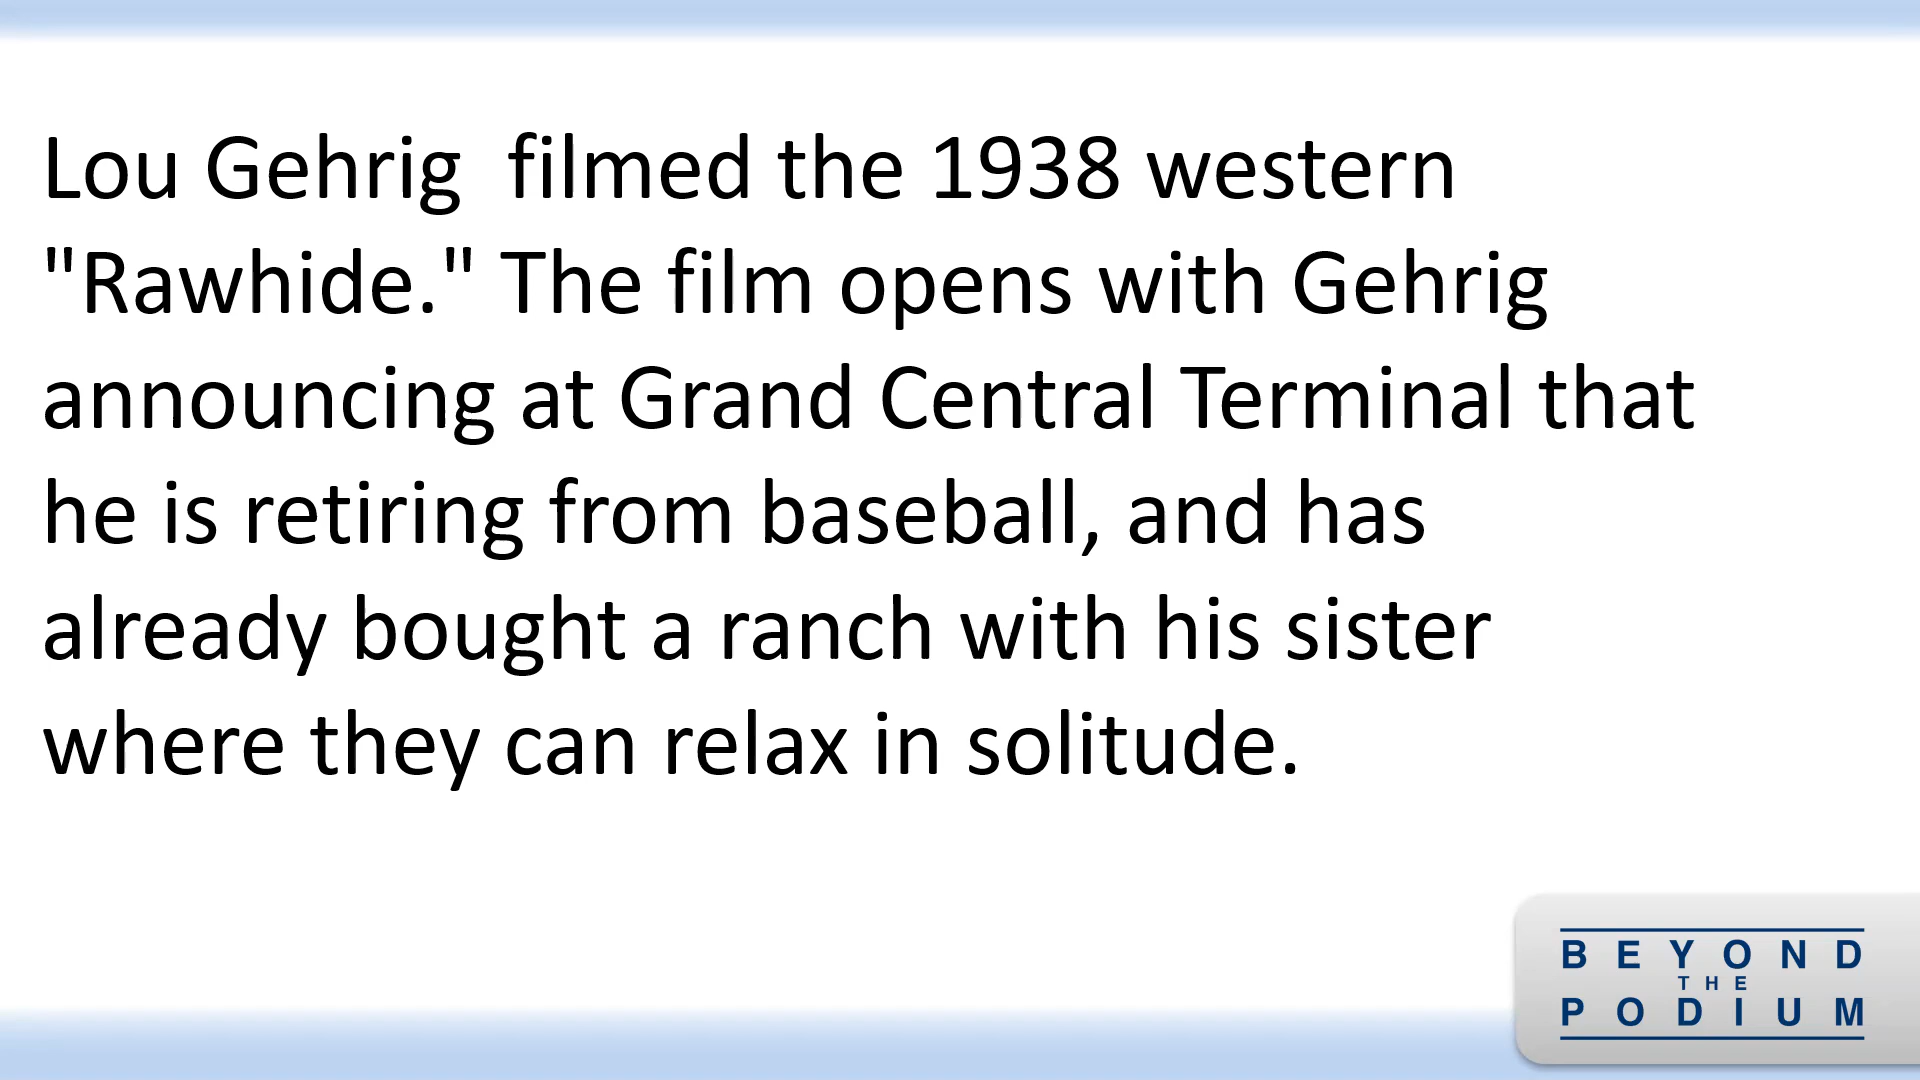 Lou Gehrig  filmed the 1938 western
"Rawhide." The film opens with Gehrig
announcing at Grand Central Terminal that
he is retiring from baseball, and has
already bought a ranch with his sister
where they can relax in solitude.
BEYOND
THE
PODIUM